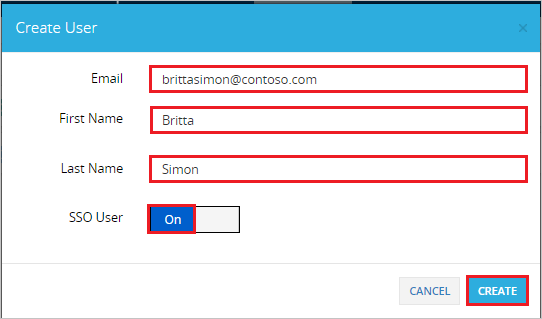 Create User ×
Email brittasimon@contoso.com
First Name Britta
Last Name Simon
SSO User On
CANCEL CREATE